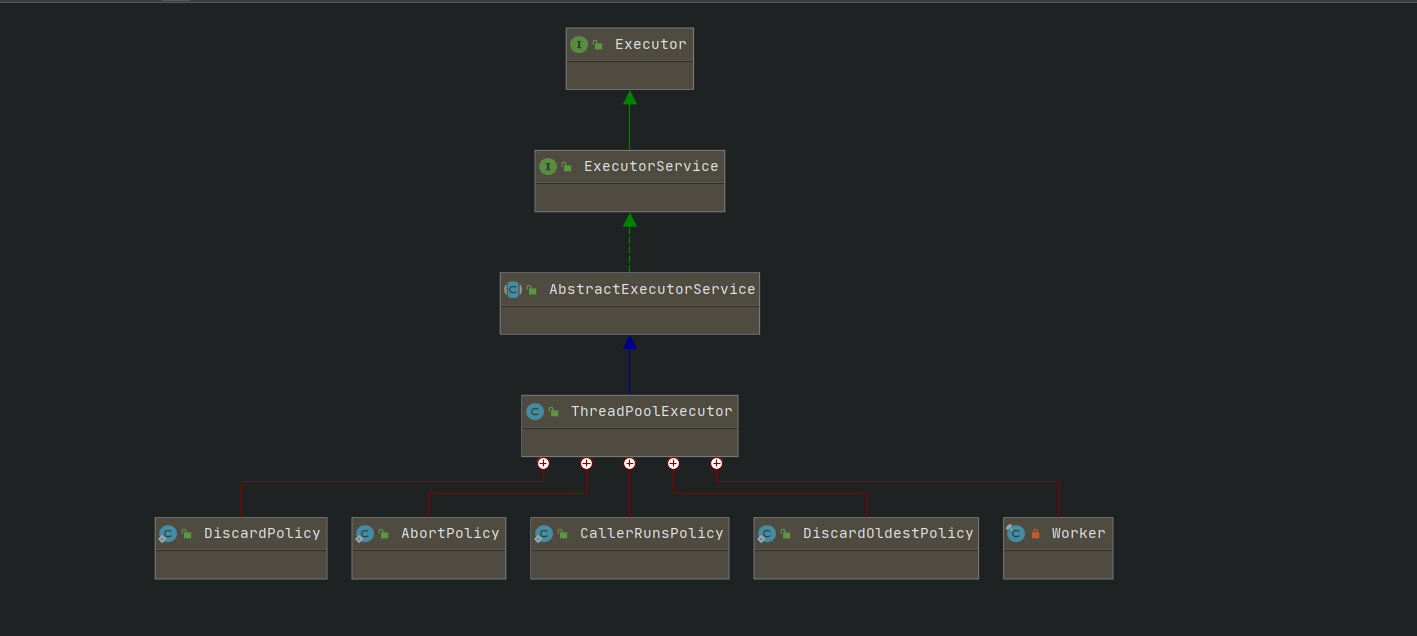 Executor
ExecutorService
AbstractExecutorService
ThreadPoolExecutor
DiscardPolicy AbortPolicy CallerRunsPolicy DiscardOldestPolicy Worker